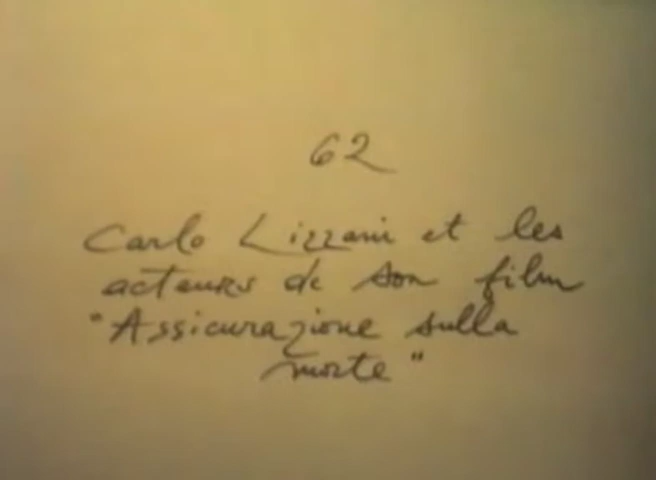 62
Carlo Lizzani et les
acteurs de son film
"Assicurazione sulla
morte"